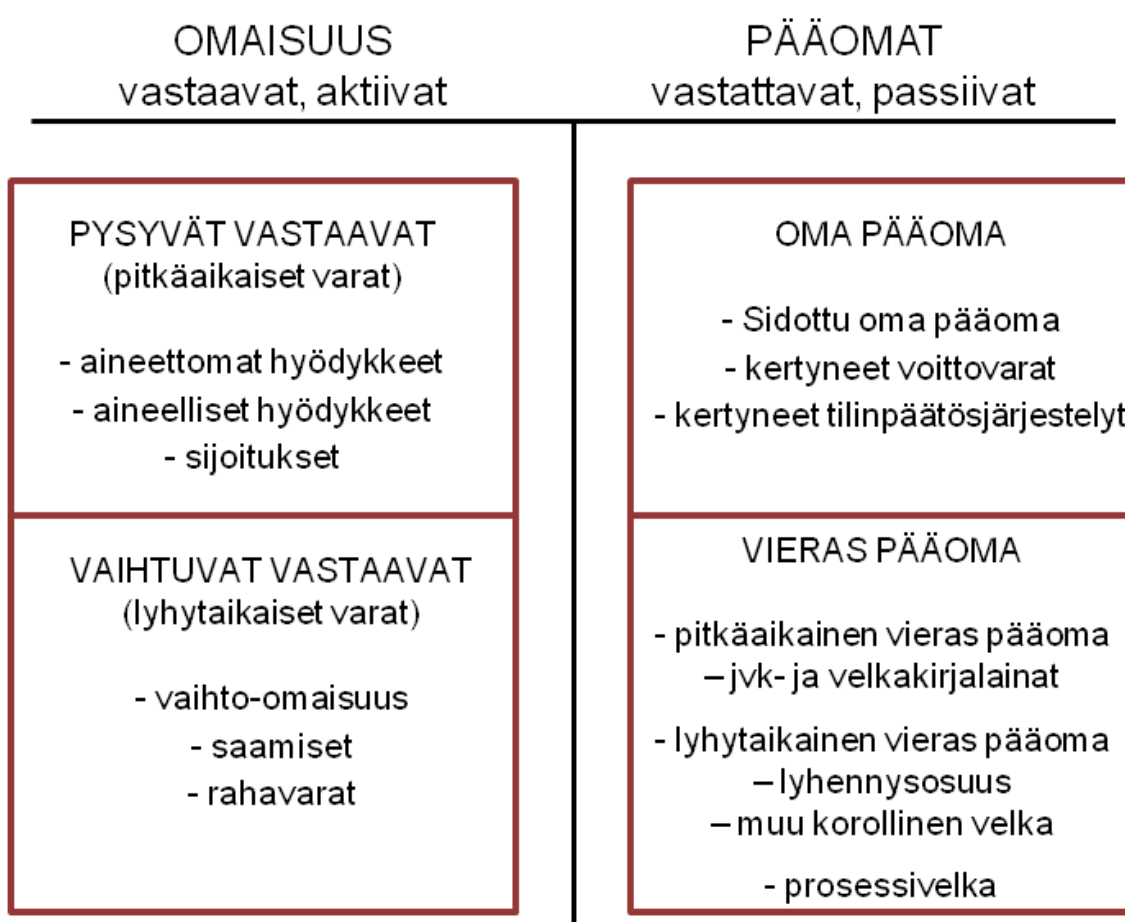 OMAISUUS
vastaavat, aktiivat
PÄÄOMAT
vastattavat, passiivat
PYSYVÄT VASTAAVAT
(pitkäaikaiset varat)
- aineettomat hyödykkeet
- aineelliset hyödykkeet
- sijoitukset
VAIHTUVAT VASTAAVAT
(lyhytaikaiset varat)
- vaihto-omaisuus
- saamiset
- rahavarat
OMA PÄÄOMA
- Sidottu oma pääoma
- kertyneet voittovarat
- kertyneet tilinpäätösjärjestelyt
VIERAS PÄÄOMA
- pitkäaikainen vieras pääoma
– jvk- ja velkakirjalainat
- lyhytaikainen vieras pääoma
– lyhennysosuus
– muu korollinen velka
- prosessivelka